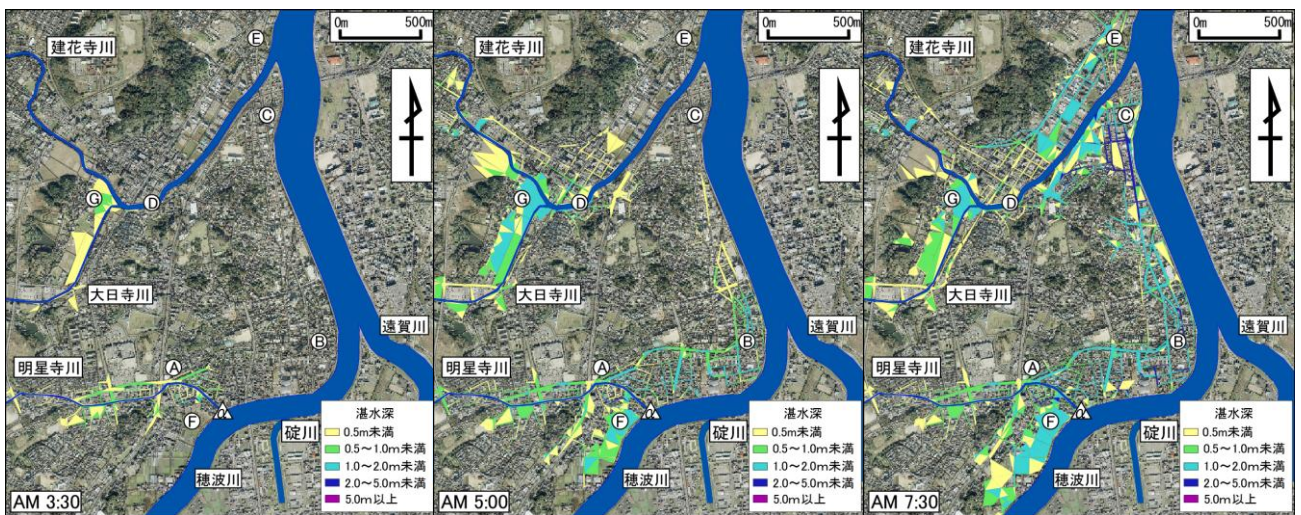 0m 500m
建花寺川
E
C
G
D
大日寺川
遠賀川
B
明星寺川
A
α
F
碇川
穂波川
湛水深
0.5m未満
0.5～1.0m未満
1.0～2.0m未満
2.0～5.0m未満
5.0m以上
AM 3:30
0m 500m
建花寺川
E
C
G
D
大日寺川
遠賀川
B
明星寺川
A
α
F
碇川
穂波川
湛水深
0.5m未満
0.5～1.0m未満
1.0～2.0m未満
2.0～5.0m未満
5.0m以上
AM 5:00
0m 500m
建花寺川
E
C
G
D
大日寺川
遠賀川
B
明星寺川
A
α
F
碇川
穂波川
湛水深
0.5m未満
0.5～1.0m未満
1.0～2.0m未満
2.0～5.0m未満
5.0m以上
AM 7:30